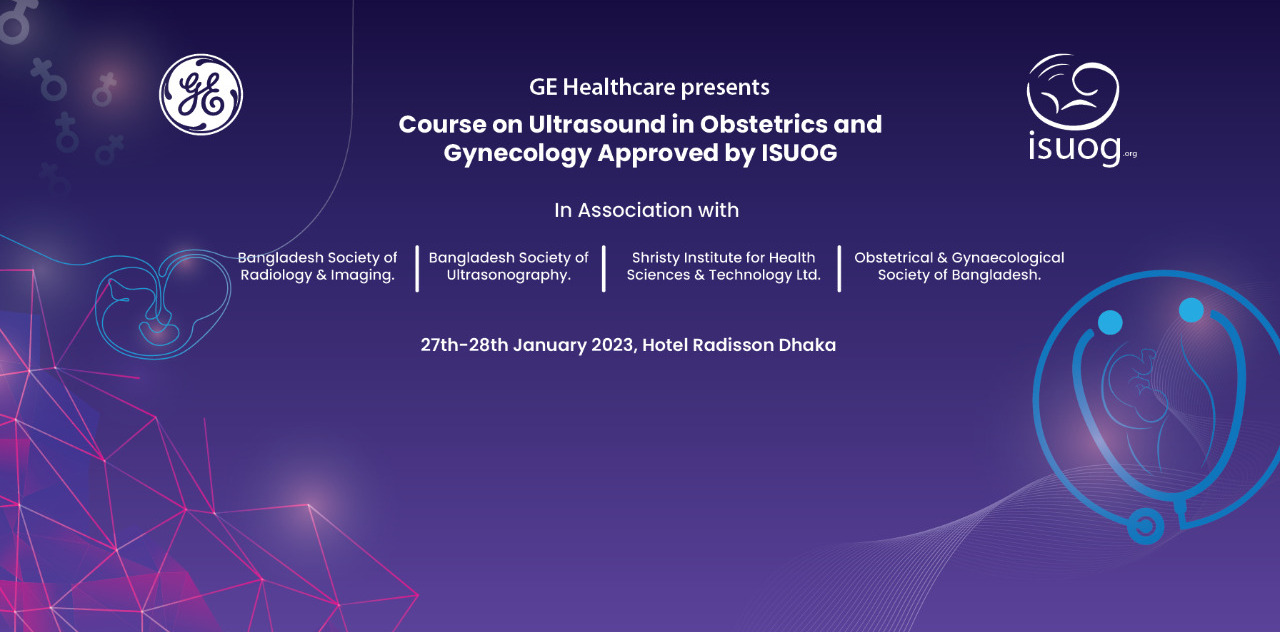 GE
GE Healthcare presents
Course on Ultrasound in Obstetrics and
Gynecology Approved by ISUOG
isuog.org
In Association with
Bangladesh Society of
Radiology & Imaging.
Bangladesh Society of
Ultrasonography.
Shristy Institute for Health
Sciences & Technology Ltd.
Obstetrical & Gynaecological
Society of Bangladesh.
27th-28th January 2023, Hotel Radisson Dhaka